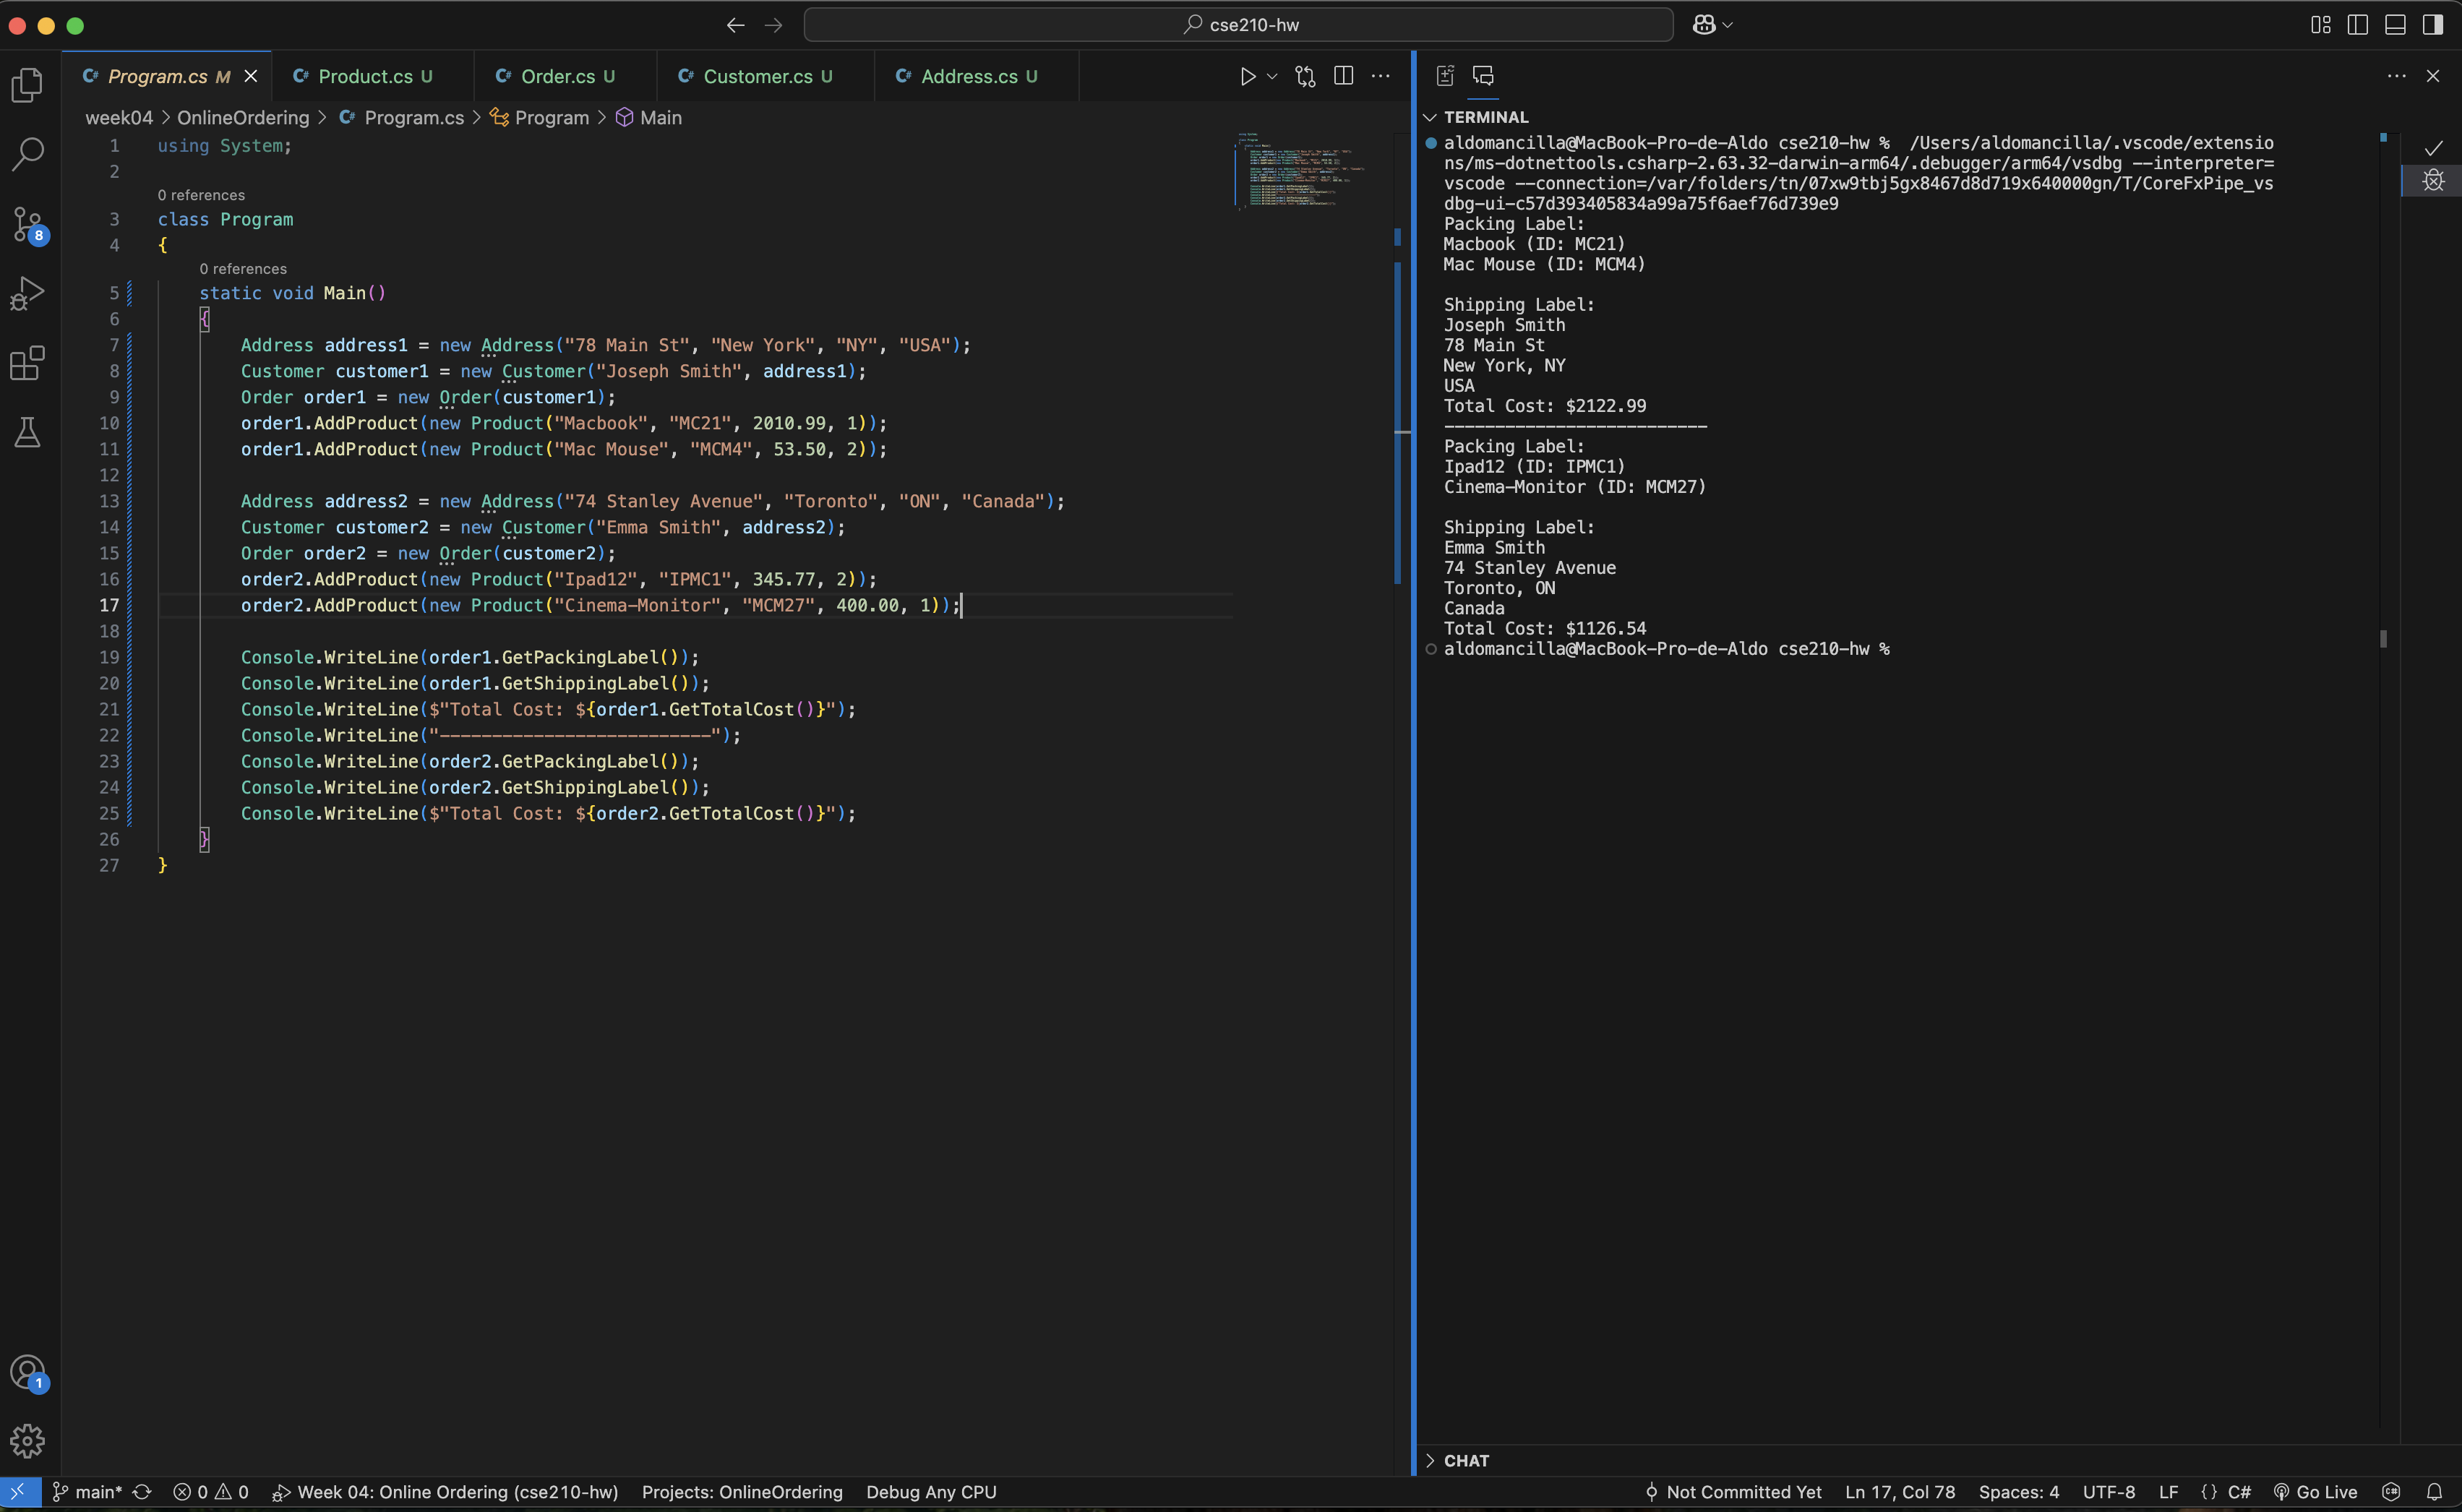 cse210-hw
Program.cs M
Product.cs U
Order.cs U
Customer.cs U
Address.cs U
week04 > OnlineOrdering > Program.cs > Program > Main
1 using System;
2
0 references
3 class Program
4 {
0 references
5 static void Main()
6 {
7 Address address1 = new Address("78 Main St", "New York", "NY", "USA");
8 Customer customer1 = new Customer("Joseph Smith", address1);
9 Order order1 = new Order(customer1);
10 order1.AddProduct(new Product("Macbook", "MC21", 2010.99, 1));
11 order1.AddProduct(new Product("Mac Mouse", "MCM4", 53.50, 2));
12
13 Address address2 = new Address("74 Stanley Avenue", "Toronto", "ON", "Canada");
14 Customer customer2 = new Customer("Emma Smith", address2);
15 Order order2 = new Order(customer2);
16 order2.AddProduct(new Product("Ipad12", "IPMC1", 345.77, 2));
17 order2.AddProduct(new Product("Cinema-Monitor", "MCM27", 400.00, 1));
18
19 Console.WriteLine(order1.GetPackingLabel());
20 Console.WriteLine(order1.GetShippingLabel());
21 Console.WriteLine($"Total Cost: ${order1.GetTotalCost()}");
22 Console.WriteLine("--------------------------");
23 Console.WriteLine(order2.GetPackingLabel());
24 Console.WriteLine(order2.GetShippingLabel());
25 Console.WriteLine($"Total Cost: ${order2.GetTotalCost()}");
26 }
27 }
TERMINAL
aldomancilla@MacBook-Pro-de-Aldo cse210-hw % /Users/aldomancilla/.vscode/extensio
ns/ms-dotnettools.csharp-2.63.32-darwin-arm64/.debugger/arm64/vsdbg --interpreter=
vscode --connection=/var/folders/tn/07xw9tbj5gx8467d8d719x640000gn/T/CoreFxPipe_vs
dbg-ui-c57d393405834a99a75f6aef76d739e9
Packing Label:
Macbook (ID: MC21)
Mac Mouse (ID: MCM4)
Shipping Label:
Joseph Smith
78 Main St
New York, NY
USA
Total Cost: $2122.99
--------------------------
Packing Label:
Ipad12 (ID: IPMC1)
Cinema-Monitor (ID: MCM27)
Shipping Label:
Emma Smith
74 Stanley Avenue
Toronto, ON
Canada
Total Cost: $1126.54
aldomancilla@MacBook-Pro-de-Aldo cse210-hw %
CHAT
8
1
main* 0 0 Week 04: Online Ordering (cse210-hw) Projects: OnlineOrdering Debug Any CPU Not Committed Yet Ln 17, Col 78 Spaces: 4 UTF-8 LF {} C# Go Live